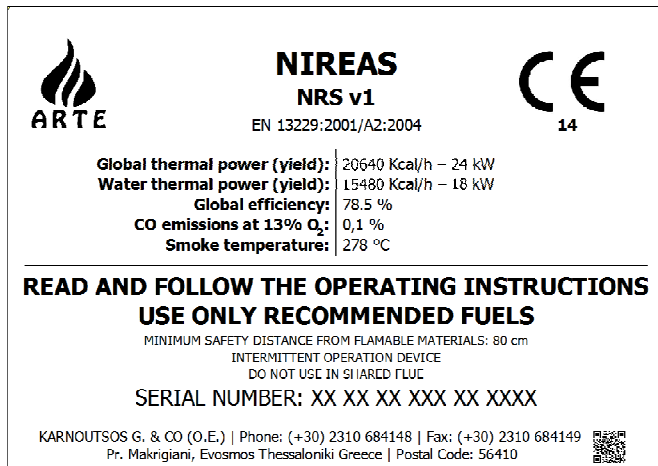 ARTE
NIREAS
NRS v1
EN 13229:2001/A2:2004
CE
14
Global thermal power (yield): 20640 Kcal/h – 24 kW
Water thermal power (yield): 15480 Kcal/h – 18 kW
Global efficiency: 78.5 %
CO emissions at 13% O2: 0,1 %
Smoke temperature: 278 °C
READ AND FOLLOW THE OPERATING INSTRUCTIONS
USE ONLY RECOMMENDED FUELS
MINIMUM SAFETY DISTANCE FROM FLAMABLE MATERIALS: 80 cm
INTERMITTENT OPERATION DEVICE
DO NOT USE IN SHARED FLUE
SERIAL NUMBER: XX XX XX XXX XX XXXX
KARNOUTSOS G. & CO (O.E.) | Phone: (+30) 2310 684148 | Fax: (+30) 2310 684149
Pr. Makrigiani, Evosmos Thessaloniki Greece | Postal Code: 56410